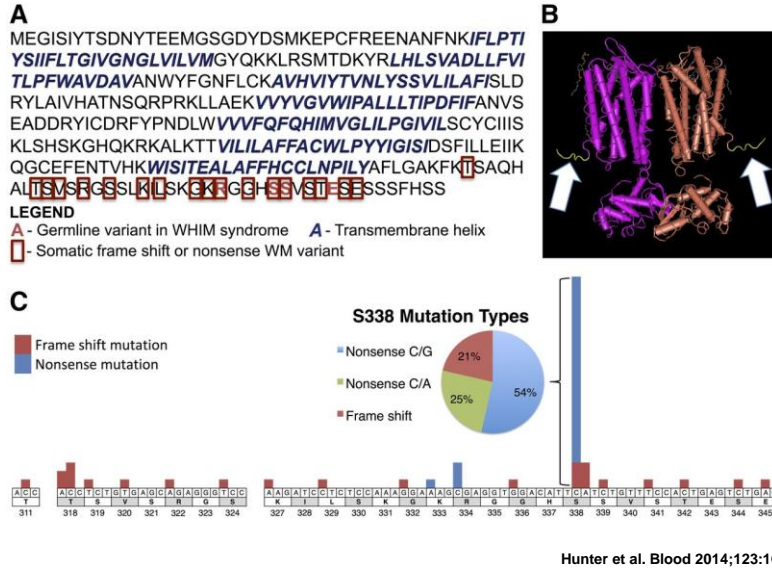 A
MEGISIYTSDNYTEEMGSGDYDSMKEPCFREENANFNKIFLPTI
YSIIFLTGIVGNGLVILVMGYQKKLRSMTDKYRLHLSVADLLFVI
TLPFWAVDAVANWYFGNFLCKAVHVIYTVNLYSSVLILAFISLD
RYLAIVHATNSQRPRKLLAEKVVYVGVWIPALLLTIPDFIFANVS
EADDRYICDRFYPNDLWVVVFQFQHIMVGLILPGIVILSCYCIIIS
KLSHSKGHQKRKALKTTVILILAFFACWLPYYIGISIDSFILLEIIK
QGCEFENTVHKWISITEALAFFHCCLNPILYAFLGAKFKTSAQH
ALTSVSRGSSLKILSKGKRGGHSSVSTESESSSFHSS
LEGEND
A - Germline variant in WHIM syndrome A - Transmembrane helix
- Somatic frame shift or nonsense WM variant
B
C
Frame shift mutation
Nonsense mutation
S338 Mutation Types
Nonsense C/G
Nonsense C/A
Frame shift
21%
25%
54%
A C C A C C T C T G T G A G C A G A G G G T C C A A G A T C C T C T C C A A A G G A A A G C G A G G T G G A C A T T C A T C T G T T T C C A C T G A G T C T G A
T T S V S R G S K I L S K G K R G G H S S V S T E S E
311 318 319 320 321 322 323 324 327 328 329 330 331 332 333 334 335 336 337 338 339 340 341 342 343 344 345
Hunter et al. Blood 2014;123:16